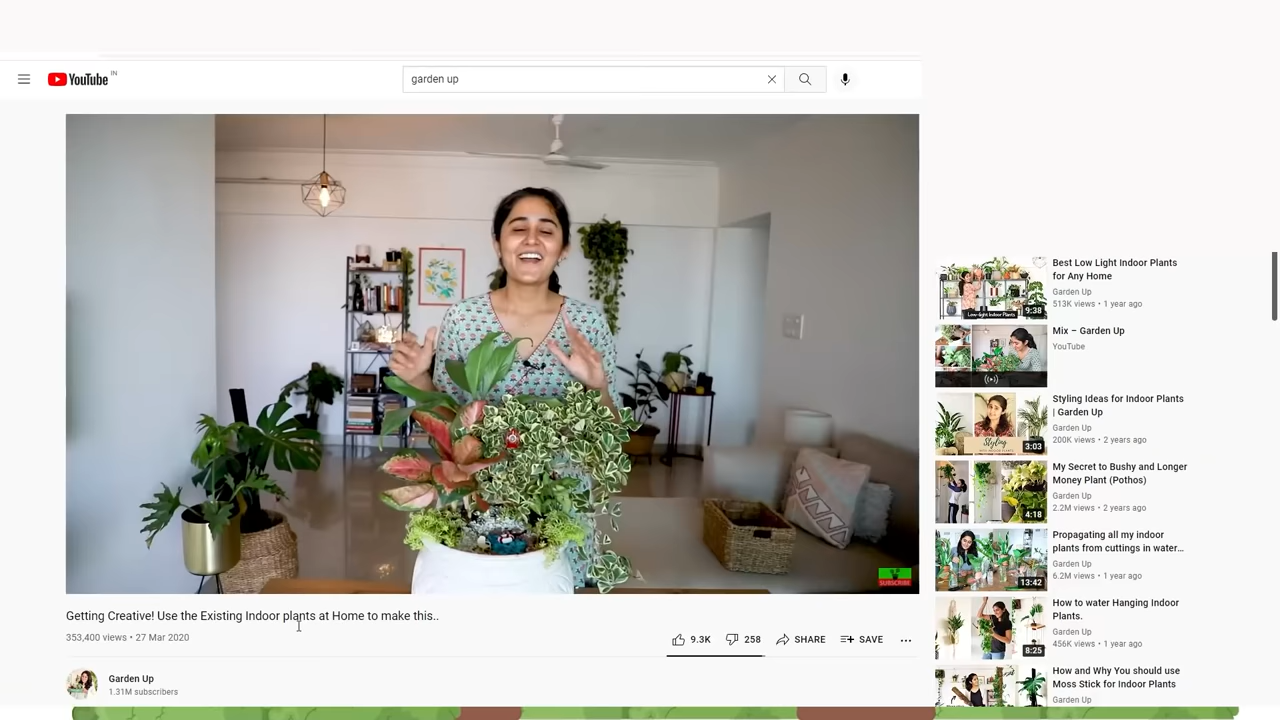 YouTube IN
garden up
SUBSCRIBE
Getting Creative! Use the Existing Indoor plants at Home to make this..
353,400 views • 27 Mar 2020
9.3K
258
SHARE
SAVE
Garden Up
1.31M subscribers
Low-light Indoor Plants
9:38
Best Low Light Indoor Plants
for Any Home
Garden Up
513K views • 1 year ago
Mix – Garden Up
YouTube
Styling
3:03
Styling Ideas for Indoor Plants
| Garden Up
Garden Up
200K views • 2 years ago
4:18
My Secret to Bushy and Longer
Money Plant (Pothos)
Garden Up
2.2M views • 2 years ago
13:42
Propagating all my indoor
plants from cuttings in water…
Garden Up
6.2M views • 1 year ago
8:25
How to water Hanging Indoor
Plants.
Garden Up
456K views • 1 year ago
How and Why You should use
Moss Stick for Indoor Plants
Garden Up